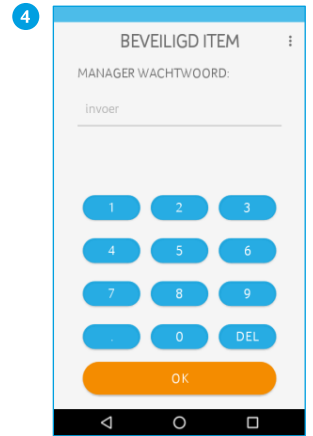 4
BEVEILIGD ITEM
MANAGER WACHTWOORD:
invoer
1 2 3
4 5 6
7 8 9
. 0 DEL
OK